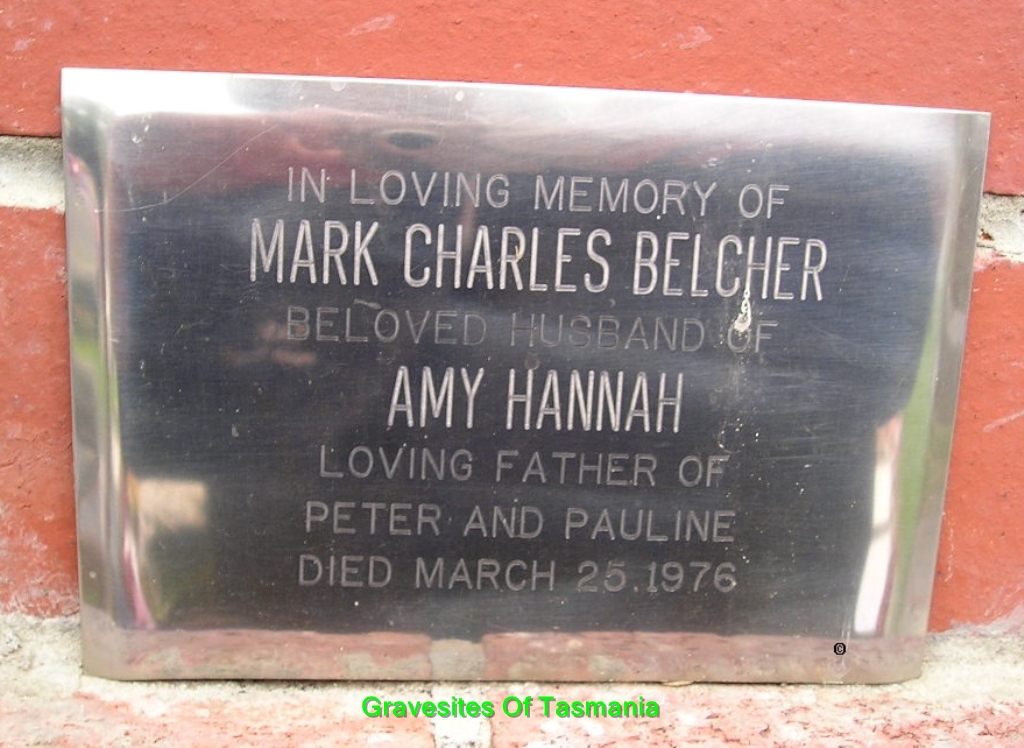 IN LOVING MEMORY OF
MARK CHARLES BELCHER
BELOVED HUSBAND OF
AMY HANNAH
LOVING FATHER OF
PETER AND PAULINE
DIED MARCH 25.1976
©
Gravesites Of Tasmania